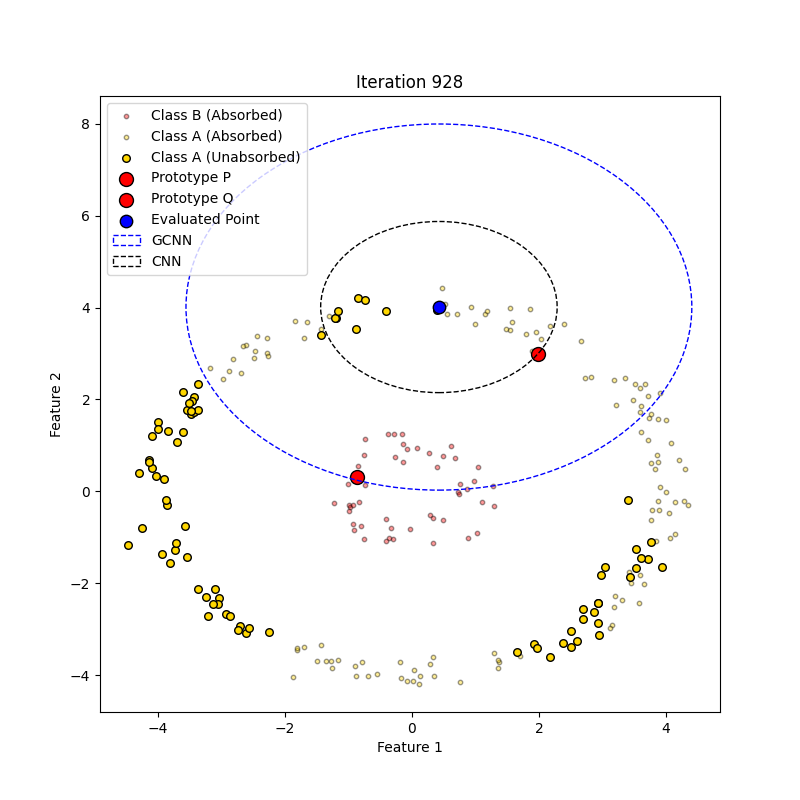 Iteration 928
Class B (Absorbed)
Class A (Absorbed)
Class A (Unabsorbed)
Prototype P
Prototype Q
Evaluated Point
GCNN
CNN
8
6
4
2
0
−2
−4
Feature 2
−4 −2 0 2 4
Feature 1